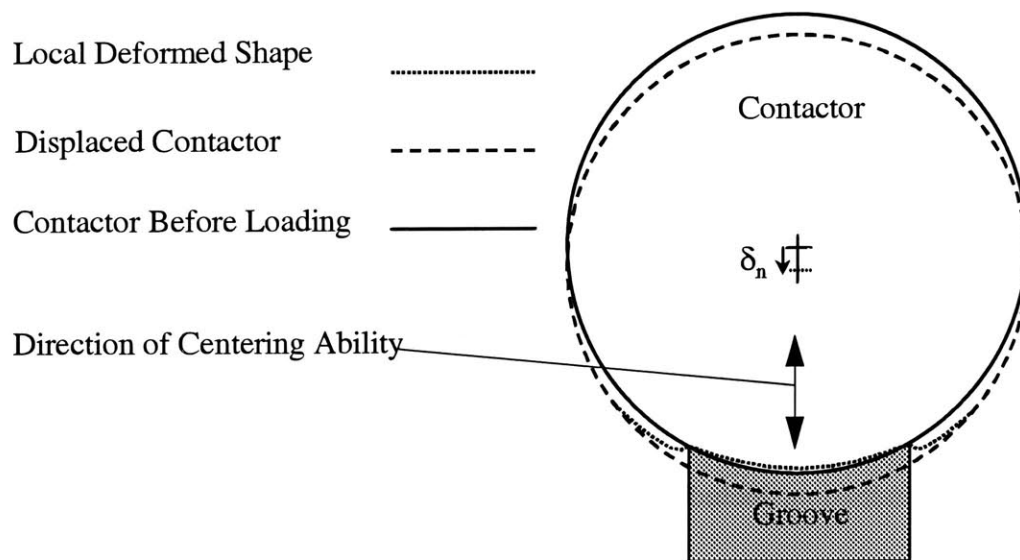 Local Deformed Shape
Displaced Contactor
Contactor Before Loading
Direction of Centering Ability
Contactor
δn
Groove